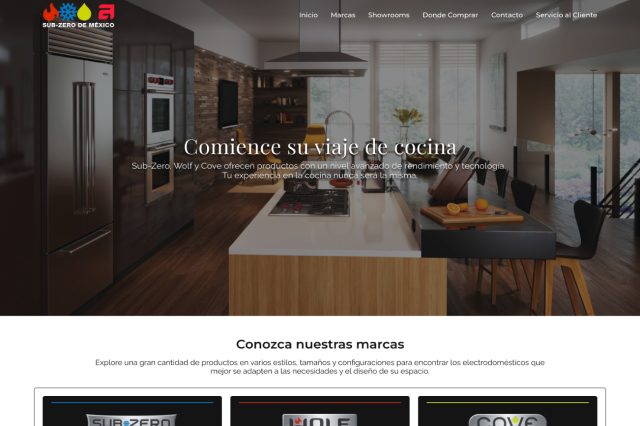 SUB-ZERO DE MÉXICO
Inicio
Marcas
Showrooms
Donde Comprar
Contacto
Servicio al Cliente
Comience su viaje de cocina
Sub-Zero, Wolf y Cove ofrecen productos con un nivel avanzado de rendimiento y tecnología.
Tu experiencia en la cocina nunca será la misma.
Conozca nuestras marcas
Explore una gran cantidad de productos en varios estilos, tamaños y configuraciones para encontrar los electrodomésticos que
mejor se adapten a las necesidades y el diseño de su espacio.
SUB-ZERO
WOLF
COVE